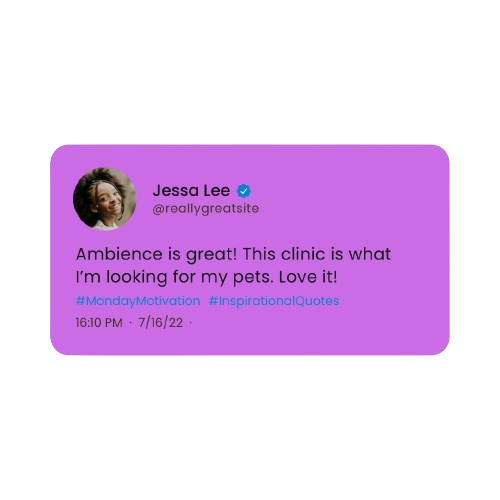 Jessa Lee
@reallygreatsite
Ambience is great! This clinic is what
I’m looking for my pets. Love it!
#MondayMotivation #InspirationalQuotes
16:10 PM · 7/16/22 ·